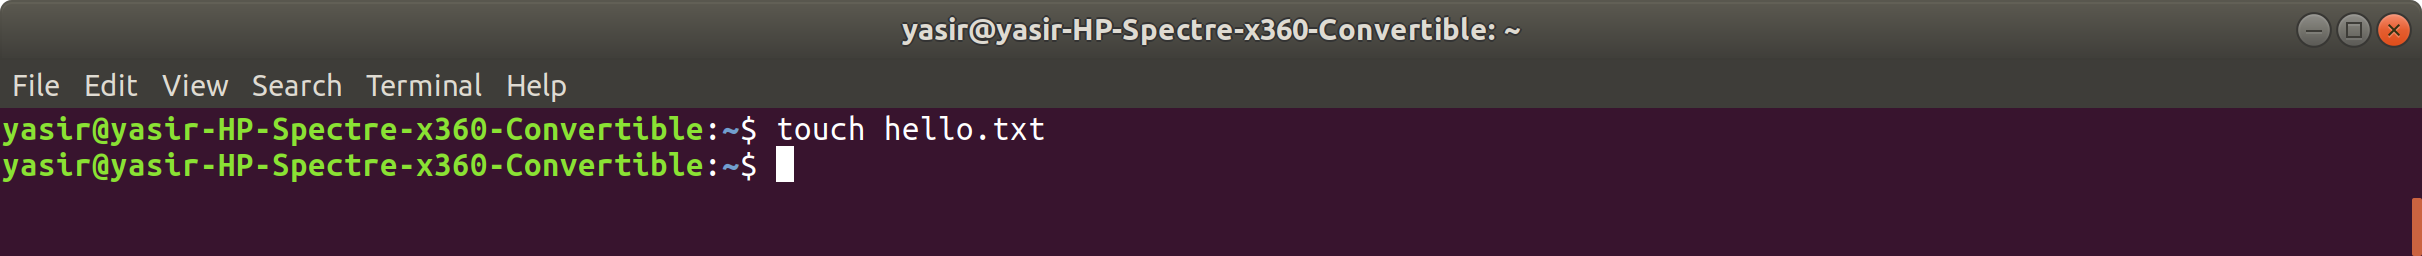 yasir@yasir-HP-Spectre-x360-Convertible: ~
File Edit View Search Terminal Help
yasir@yasir-HP-Spectre-x360-Convertible:~$ touch hello.txt
yasir@yasir-HP-Spectre-x360-Convertible:~$